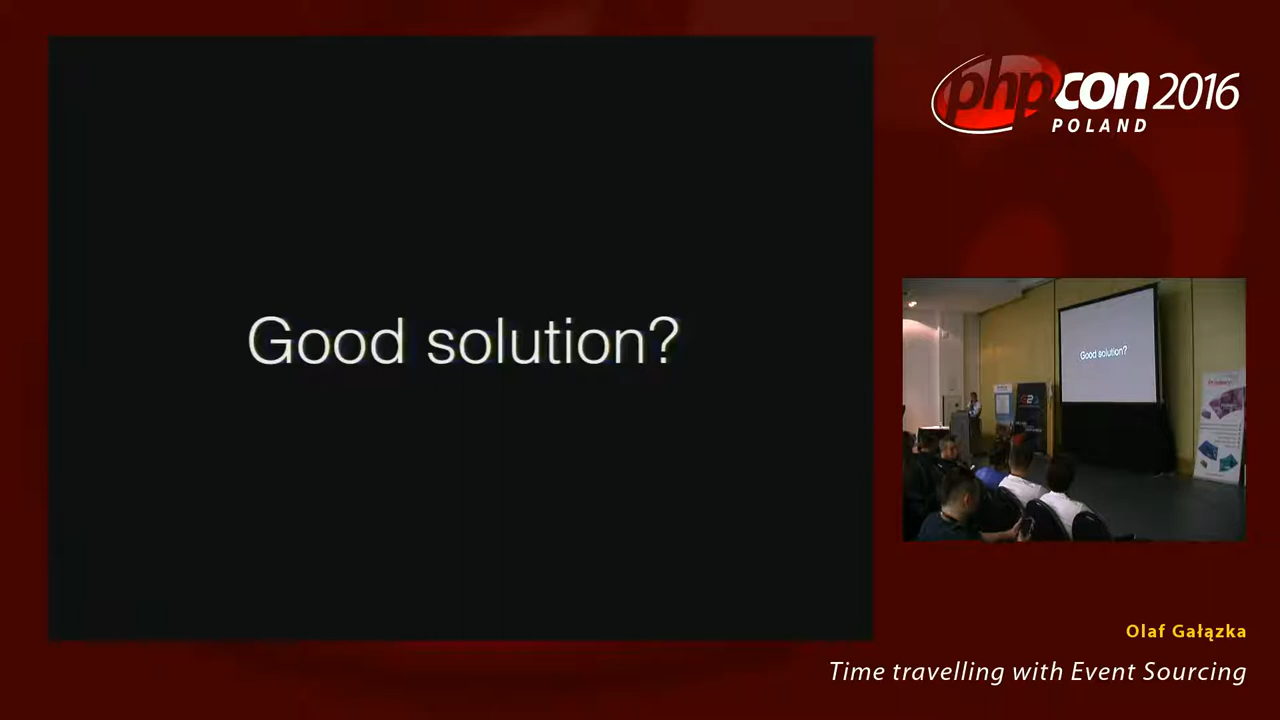 Good solution?
phpcon 2016
POLAND
Good solution?
Olaf Gałązka
Time travelling with Event Sourcing